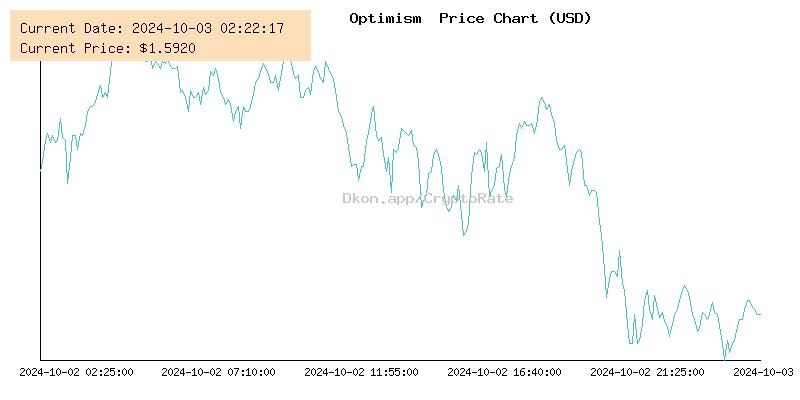 Optimism  Price Chart (USD)
Current Date: 2024-10-03 02:22:17
Current Price: $1.5920
Dkon.app/CryptoRate
2024-10-02 02:25:00 2024-10-02 07:10:00 2024-10-02 11:55:00 2024-10-02 16:40:00 2024-10-02 21:25:00 2024-10-03